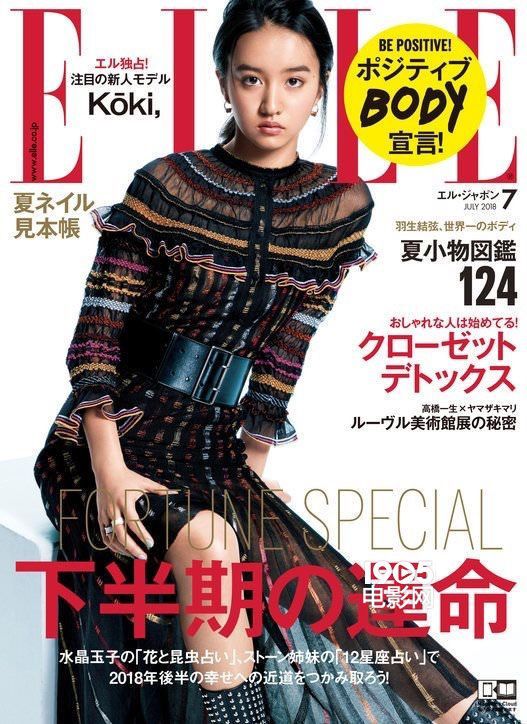 ELLE
www.elle.co.jp
エル独占!
注目の新人モデル
Kōki,
BE POSITIVE!
ポジティブ
BODY
宣言!
夏ネイル
見本帳
エル・ジャポン 7
JULY 2018
羽生結弦、世界一のボディ
夏小物図鑑
124
おしゃれな人は始めてる!
クローゼット
デトックス
高橋一生×ヤマザキマリ
ルーヴル美術館展の秘密
FORTUNE SPECIAL
下半期の運命
1905
电影网
水晶玉子の「花と昆虫占い」、ストーン姉妹の「12星座占い」で
2018年後半の幸せへの近道をつかみ取ろう!